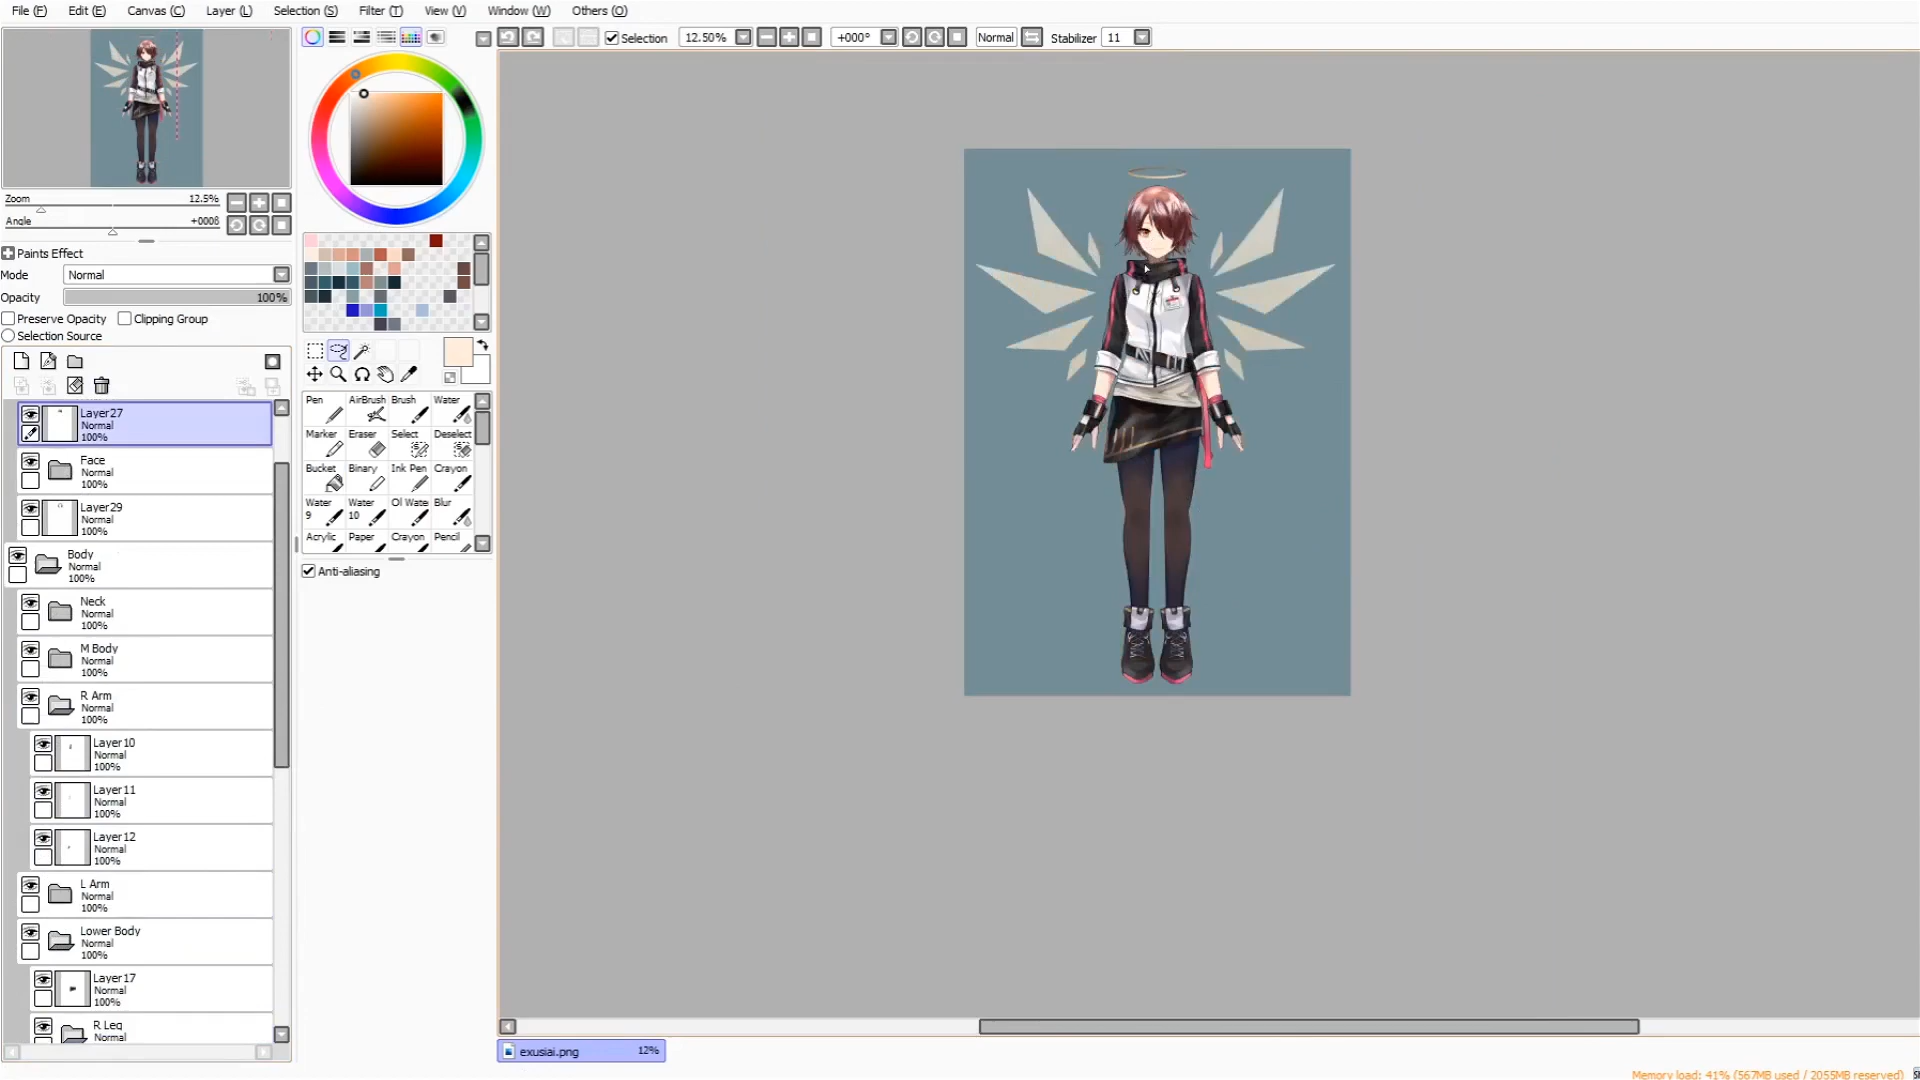 File (F) Edit (E) Canvas (C) Layer (L) Selection (S) Filter (T) View (V) Window (W) Others (O)
Selection 12.50% +000° Normal Stabilizer 11
Zoom 12.5%
Angle +000ß
Paints Effect
Mode Normal
Opacity 100%
Preserve Opacity Clipping Group
Selection Source
Layer27
Normal
100%
Face
Normal
100%
Layer29
Normal
100%
Body
Normal
100%
Neck
Normal
100%
M Body
Normal
100%
R Arm
Normal
100%
Layer10
Normal
100%
Layer11
Normal
100%
Layer12
Normal
100%
L Arm
Normal
100%
Lower Body
Normal
100%
Layer17
Normal
100%
R Leg
Normal
Pen AirBrush Brush Water
Marker Eraser Select Deselect
Bucket Binary Ink Pen Crayon
Water 9 Water 10 Ol Wate Blur
Acrylic Paper Crayon Pencil
Anti-aliasing
exusiai.png 12%
Memory load: 41% (567MB used / 2055MB reserved)